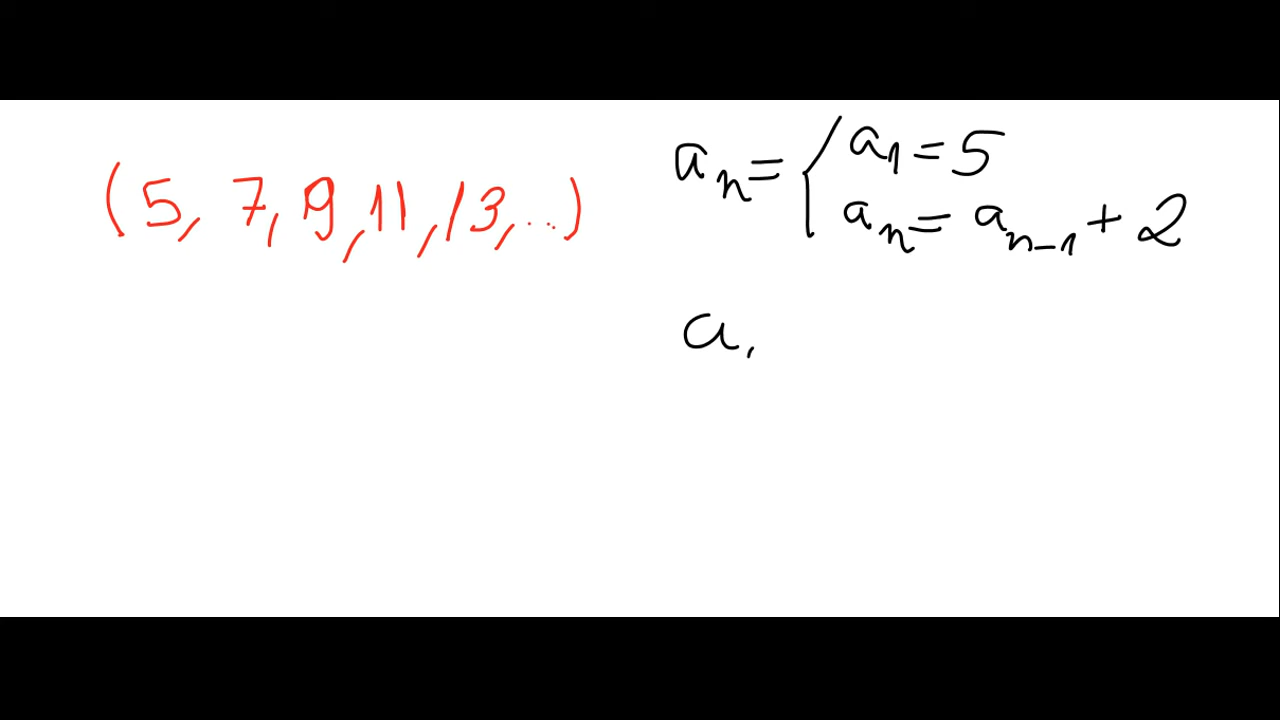 (5, 7, 9, 11, 13, ...)
aₙ = { a₁ = 5
aₙ = aₙ₋₁ + 2
a